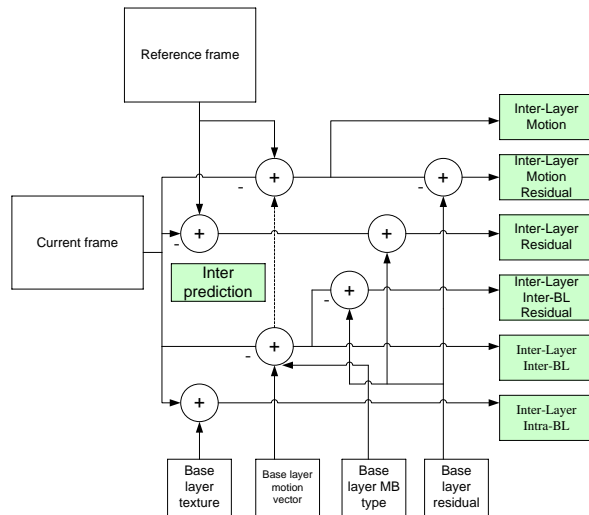 Reference frame
Inter-Layer
Motion
Inter-Layer
Motion
Residual
Current frame
Inter-Layer
Residual
Inter
prediction
Inter-Layer
Inter-BL
Residual
Inter-Layer
Inter-BL
Inter-Layer
Intra-BL
Base
layer
texture
Base layer
motion
vector
Base
layer MB
type
Base
layer
residual